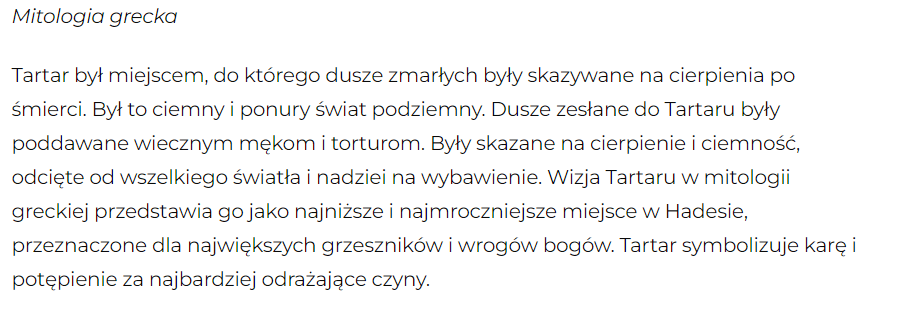 Mitologia grecka
Tartar był miejscem, do którego dusze zmarłych były skazywane na cierpienia po
śmierci. Był to ciemny i ponury świat podziemny. Dusze zesłane do Tartaru były
poddawane wiecznym mękom i torturom. Były skazane na cierpienie i ciemność,
odcięte od wszelkiego światła i nadziei na wybawienie. Wizja Tartaru w mitologii
greckiej przedstawia go jako najniższe i najmroczniejsze miejsce w Hadesie,
przeznaczone dla największych grzeszników i wrogów bogów. Tartar symbolizuje karę i
potępienie za najbardziej odrażające czyny.